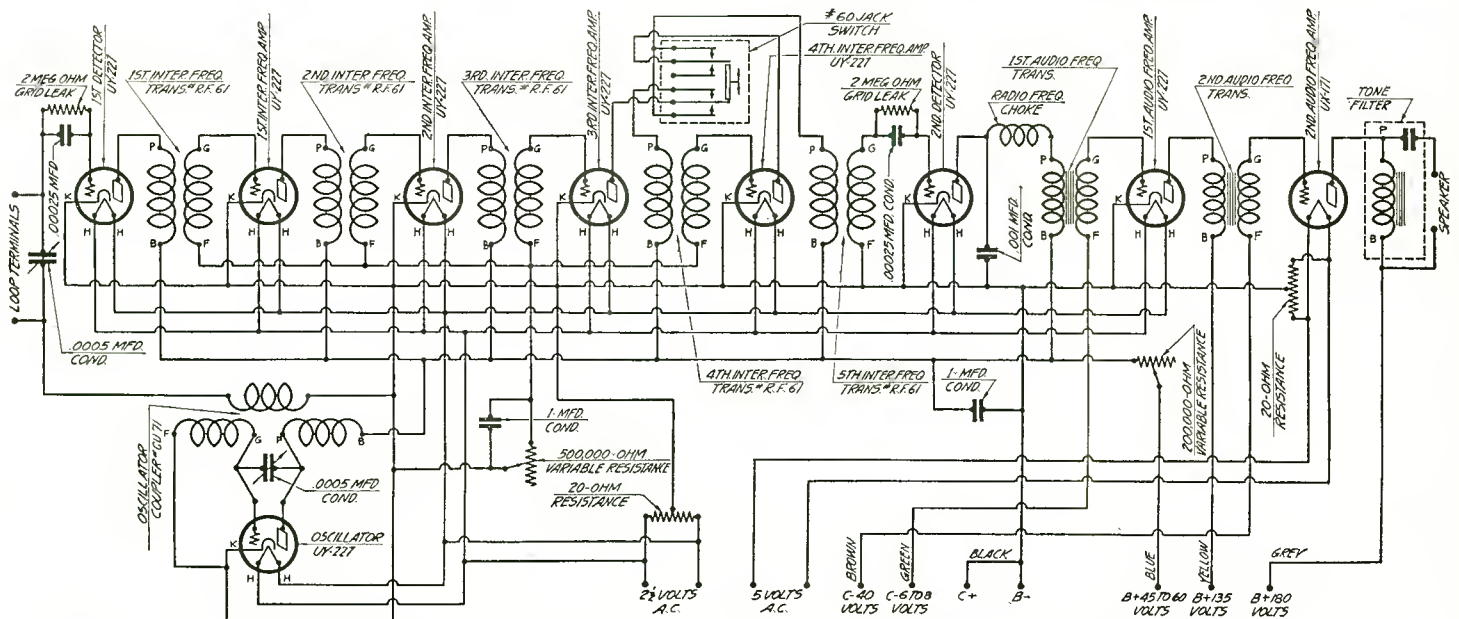 #60 JACK
SWITCH
4TH. INTER. FREQ. AMP
UY-227
1ST. DETECTOR
UY-227
2 MEG OHM
GRID LEAK
1ST. INTER. FREQ.
TRANS.#R.F.61
1ST. INTER. FREQ. AMP.
UY-227
2ND. INTER. FREQ.
TRANS.#R.F.61
2ND. INTER. FREQ. AMP.
UY-227
3RD. INTER. FREQ.
TRANS.#R.F.61
3RD. INTER. FREQ. AMP.
UY-227
2 MEG OHM
GRID LEAK
2ND. DETECTOR
UY-227
RADIO FREQ.
CHOKE
1ST. AUDIO FREQ
TRANS.
1ST. AUDIO FREQ. AMP.
UY-227
2ND. AUDIO FREQ
TRANS.
2ND. AUDIO FREQ. AMP.
UX-171
TONE
FILTER
P
P G P G P G P G P G P G P G
.00025 MFD.
K H H
K H H
K H H
K H H
K H H
K H H
K H H
B F B F B F B F B F B F B F
B
LOOP TERMINALS
.0005 MFD.
COND.
.00025 MFD. COND.
.001 MFD.
COND
SPEAKER
4TH. INTER. FREQ
TRANS.#R.F.61
5TH. INTER. FREQ
TRANS.#R.F.61
1-MFD.
COND.
200,000-OHM
VARIABLE RESISTANCE
20-OHM
RESISTANCE
OSCILLATOR
COUPLER #CU71
F G P B
.0005 MFD
COND.
1-MFD.
COND.
500,000-OHM
VARIABLE RESISTANCE
20-OHM
RESISTANCE
OSCILLATOR
UY-227
K H H
BROWN
GREEN
BLACK
BLUE
YELLOW
GREY
2½ VOLTS
A.C.
5 VOLTS
A.C.
C-40
VOLTS
C-6 TO 8
VOLTS
C+
B-
B+45 TO 60
VOLTS
B+135
VOLTS
B+180
VOLTS